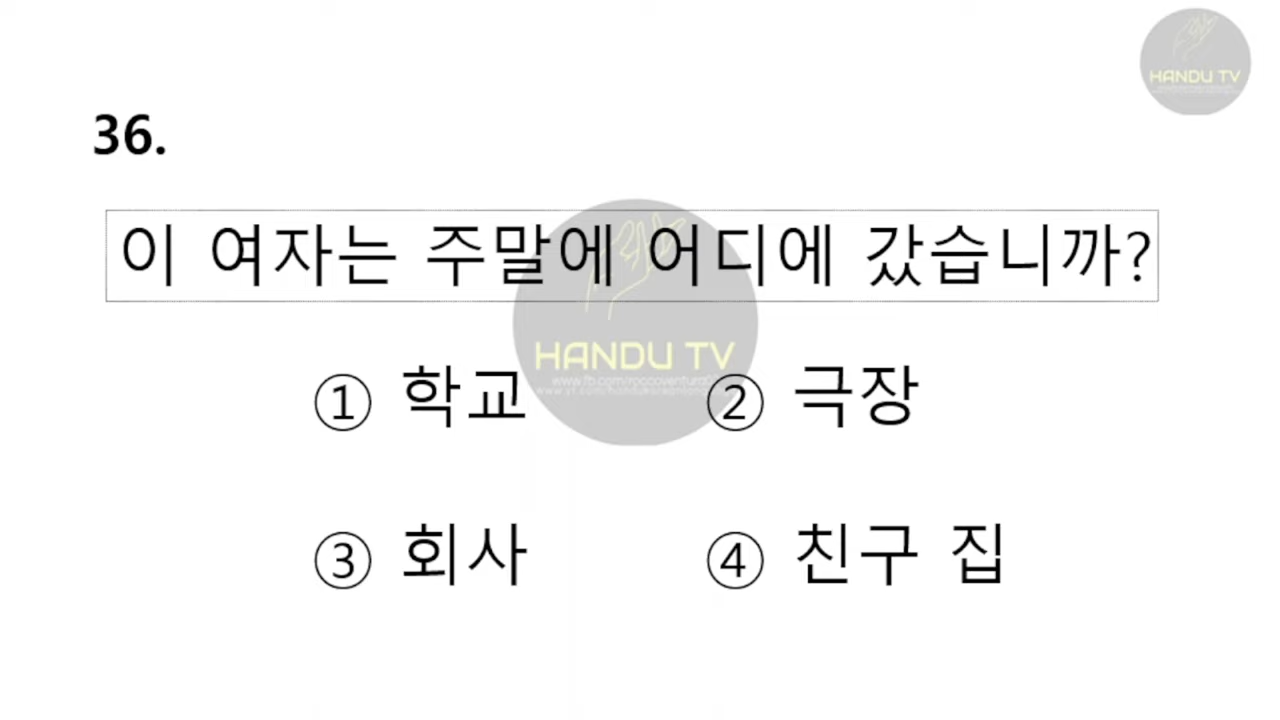 HANDU TV
36.
이 여자는 주말에 어디에 갔습니까?
HANDU TV
① 학교 ② 극장
③ 회사 ④ 친구 집